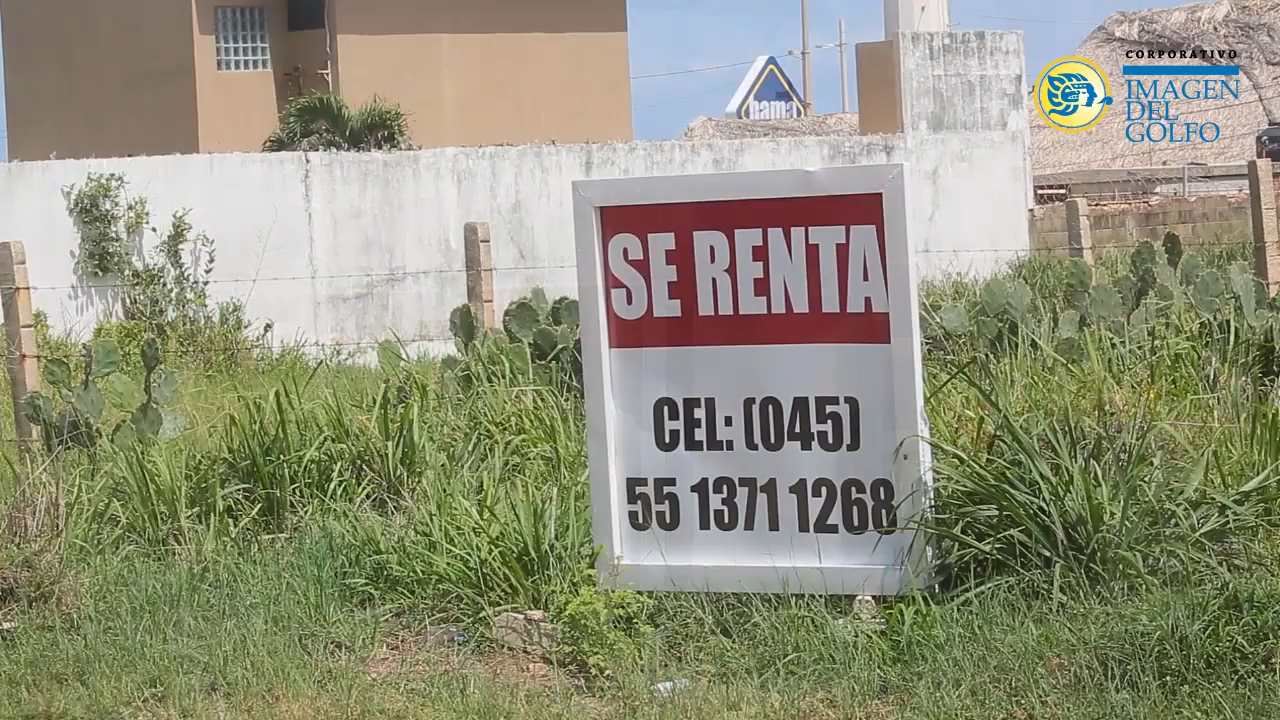 CORPORATIVO
IMAGEN
DEL
GOLFO
SE RENTA
CEL: (045)
55 1371 1268